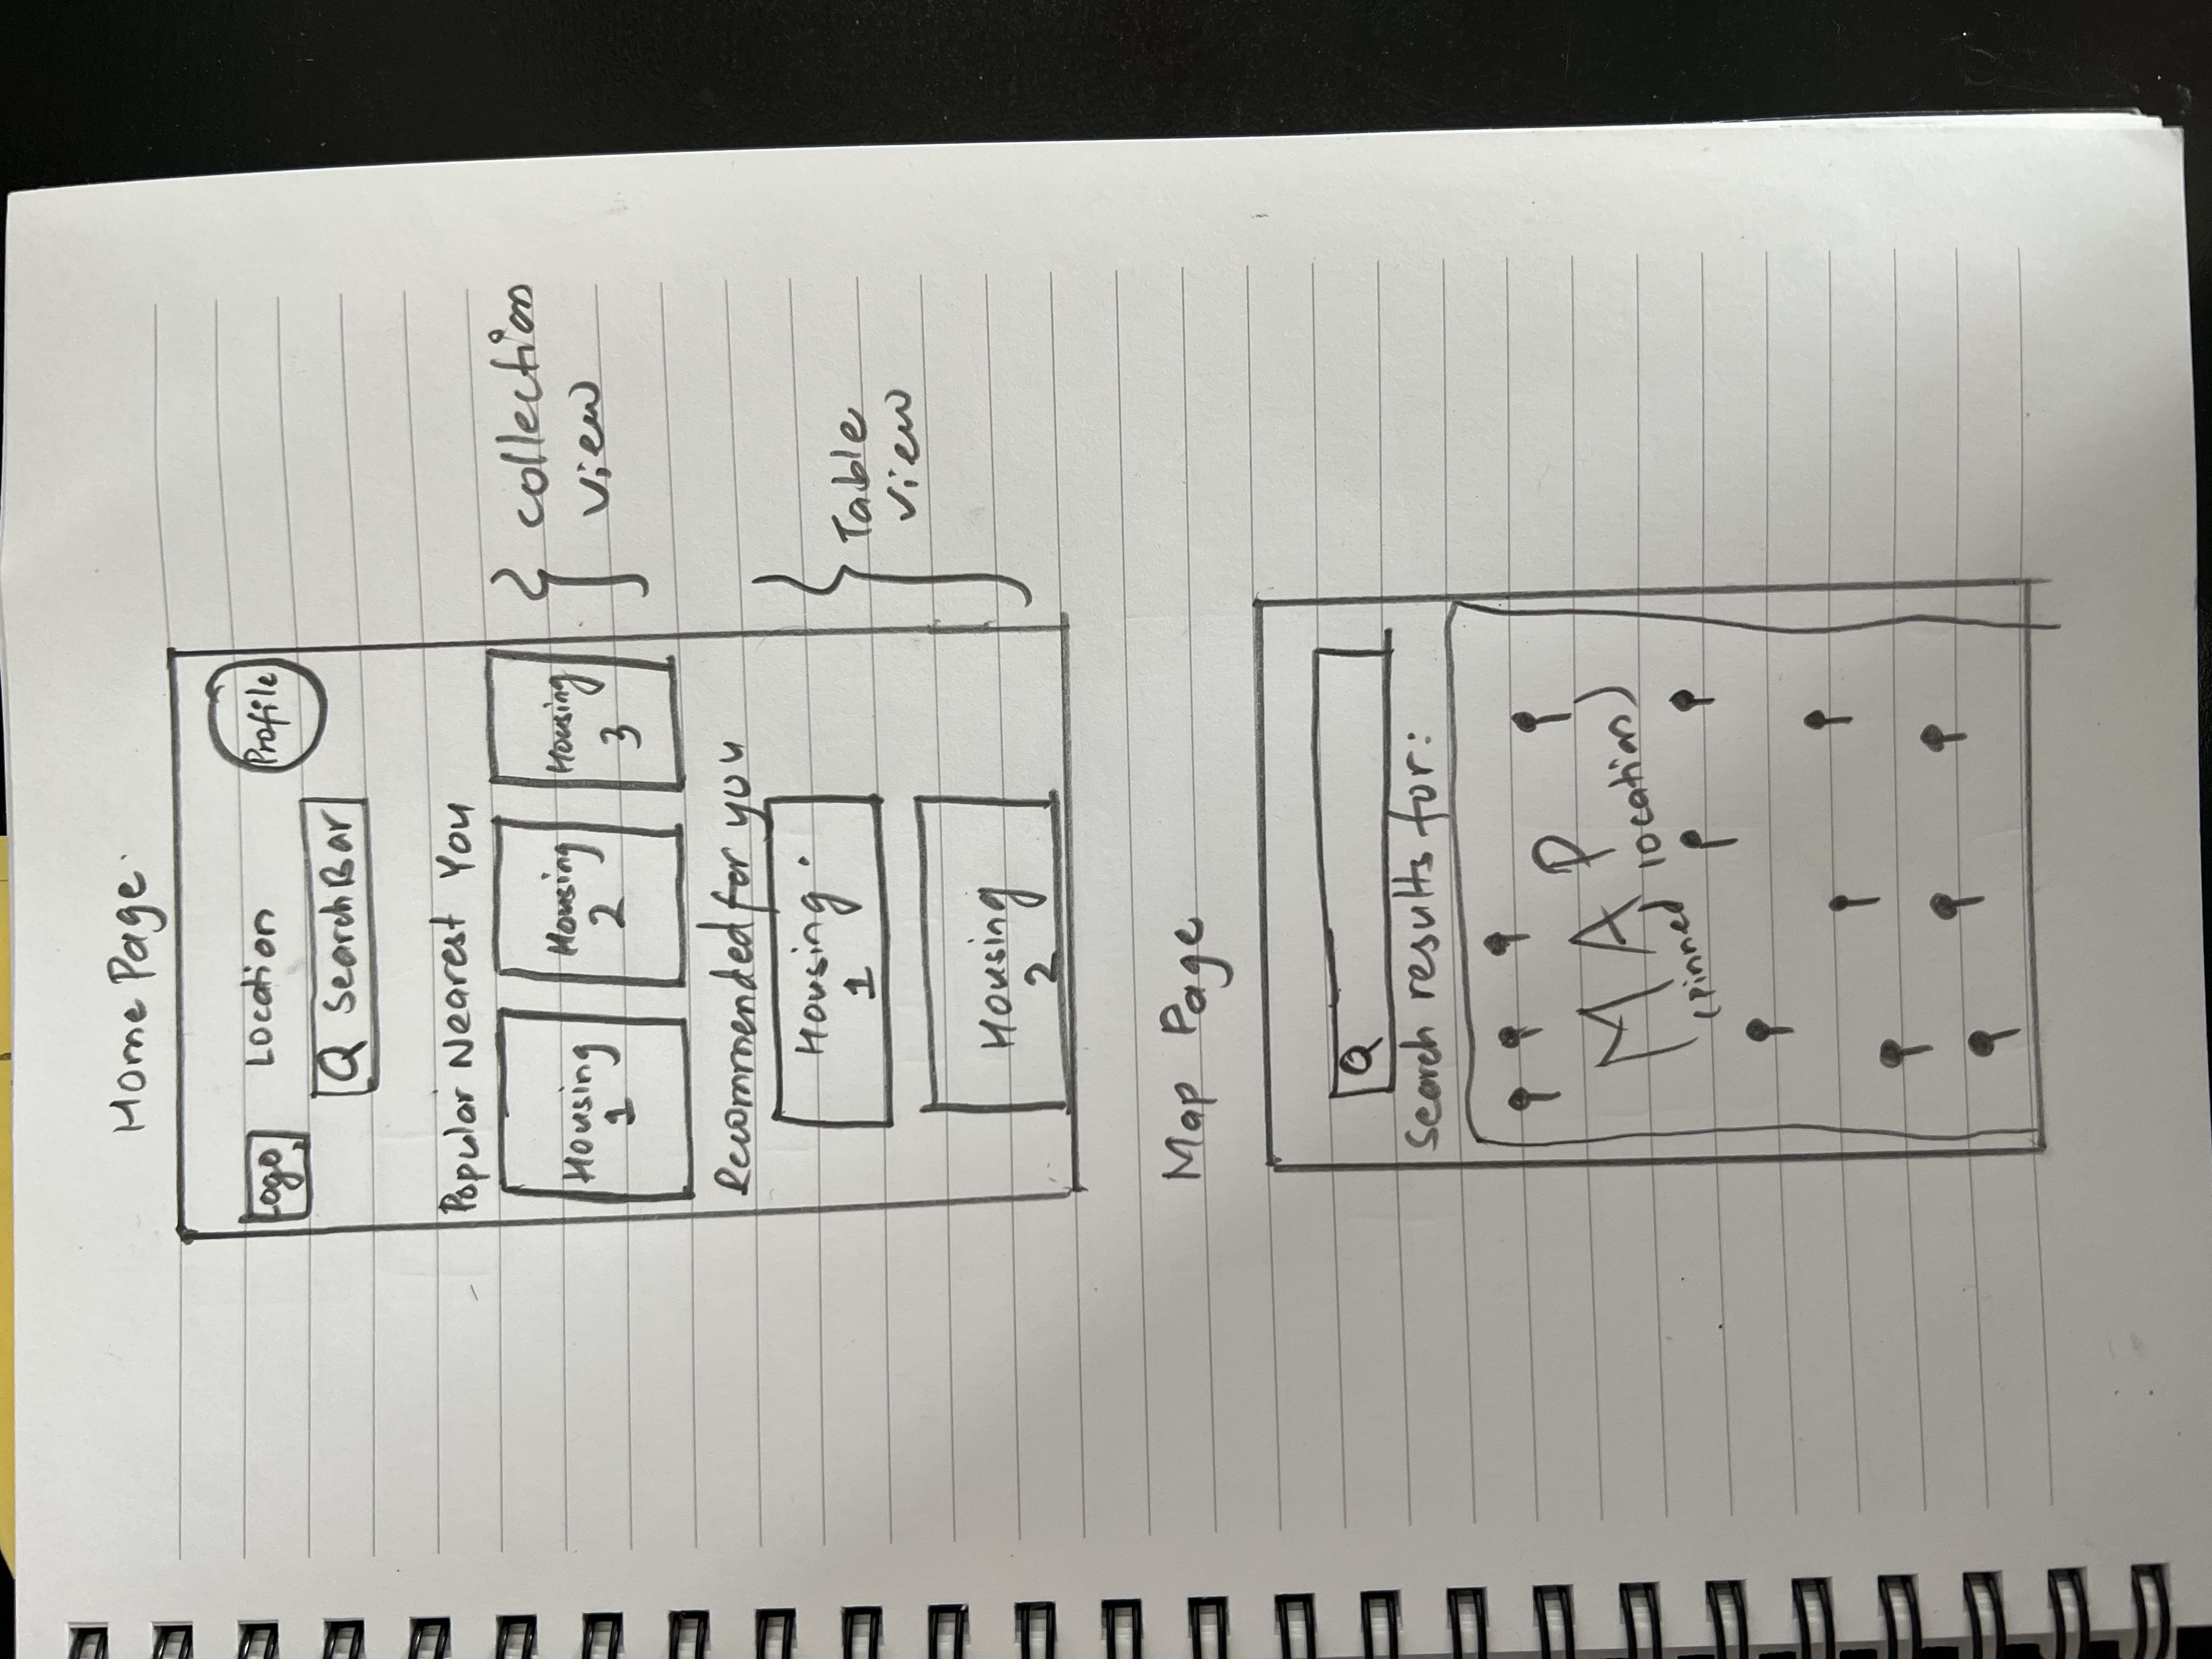 Home Page
Logo Location Profile
Q Search Bar
Popular Nearest You
Housing 1
Housing 2
Housing 3
} collection view
Recommended for you
Housing
1
Housing
2
} Table view
Map Page
Q
Search results for:
MAP
(pinned location)